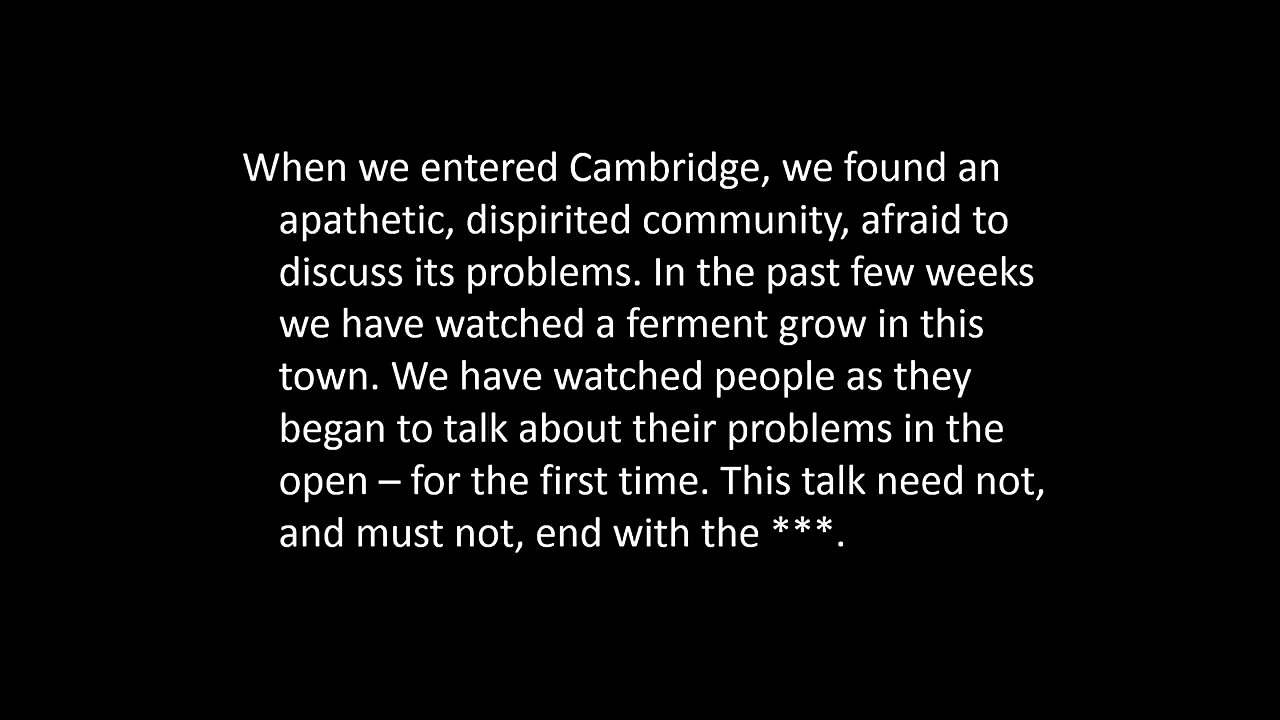 When we entered Cambridge, we found an
apathetic, dispirited community, afraid to
discuss its problems. In the past few weeks
we have watched a ferment grow in this
town. We have watched people as they
began to talk about their problems in the
open – for the first time. This talk need not,
and must not, end with the ***.